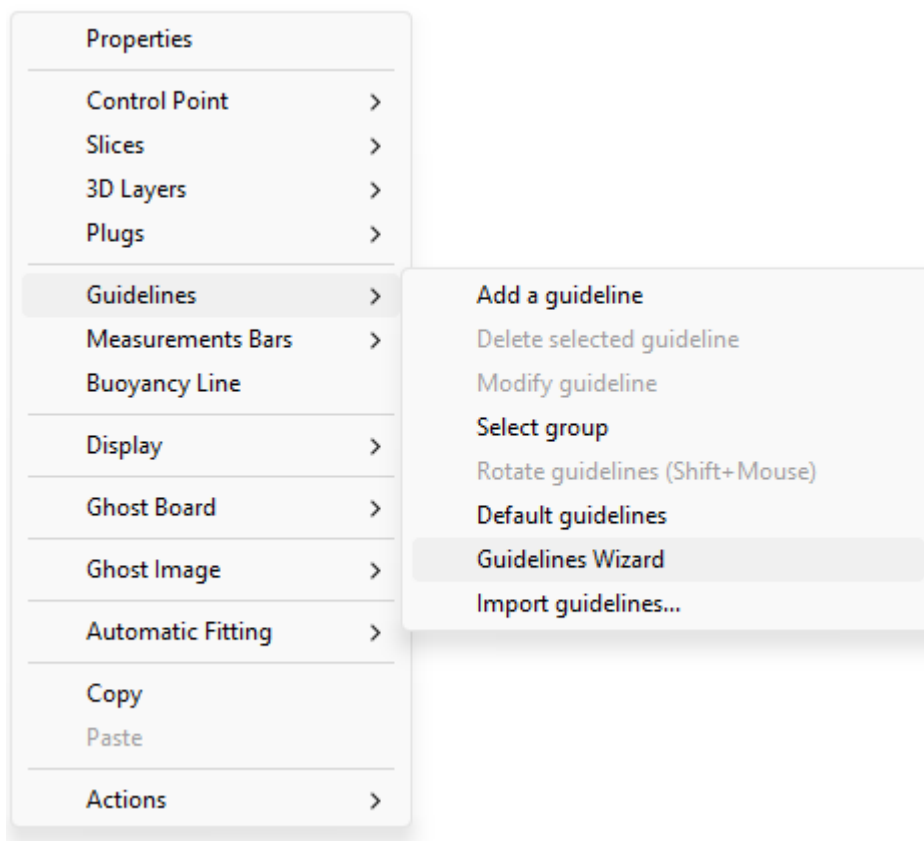 Properties
Control Point
Slices
3D Layers
Plugs
Guidelines
Measurements Bars
Buoyancy Line
Display
Ghost Board
Ghost Image
Automatic Fitting
Copy
Paste
Actions
Add a guideline
Delete selected guideline
Modify guideline
Select group
Rotate guidelines (Shift+Mouse)
Default guidelines
Guidelines Wizard
Import guidelines...